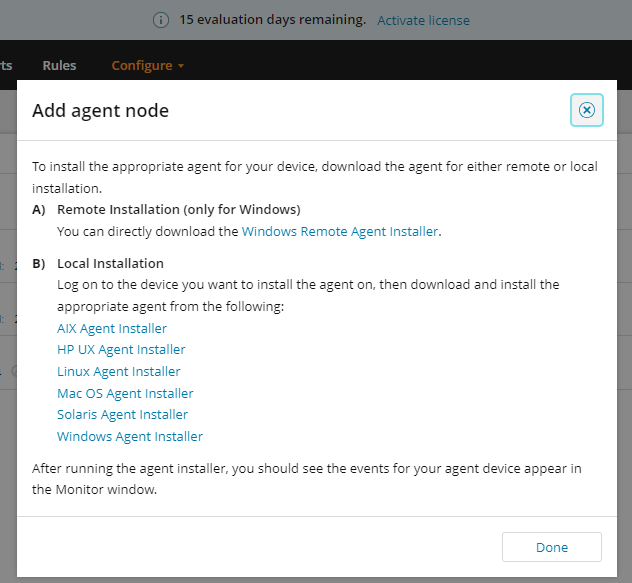 15 evaluation days remaining. Activate license
ts Rules Configure
Add agent node
To install the appropriate agent for your device, download the agent for either remote or local
installation.
A) Remote Installation (only for Windows)
You can directly download the Windows Remote Agent Installer.
B) Local Installation
Log on to the device you want to install the agent on, then download and install the
appropriate agent from the following:
AIX Agent Installer
HP UX Agent Installer
Linux Agent Installer
Mac OS Agent Installer
Solaris Agent Installer
Windows Agent Installer
After running the agent installer, you should see the events for your agent device appear in
the Monitor window.
Done